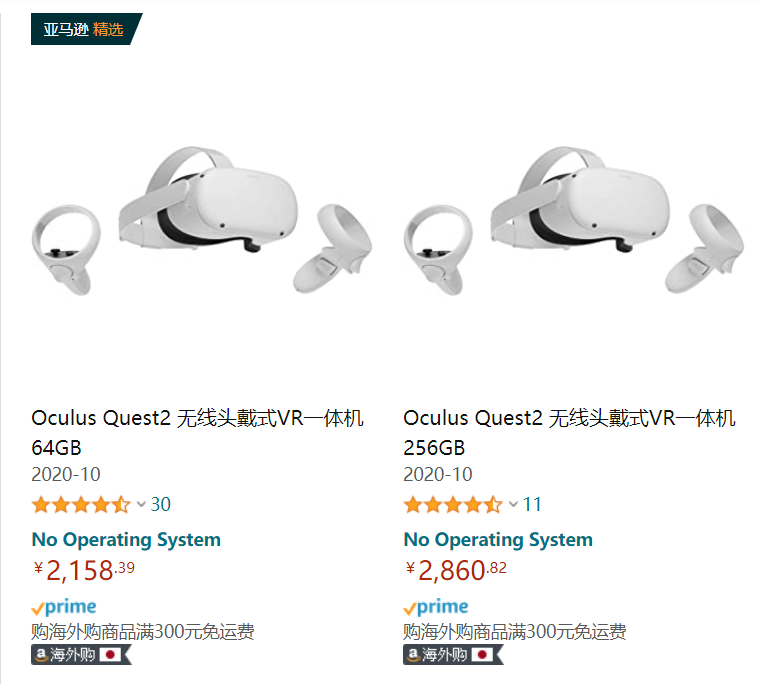 亚马逊 精选
Oculus Quest2 无线头戴式VR一体机
64GB
2020-10
30
No Operating System
¥2,158.39
prime
购海外购商品满300元免运费
a 海外购
Oculus Quest2 无线头戴式VR一体机
256GB
2020-10
11
No Operating System
¥2,860.82
prime
购海外购商品满300元免运费
a 海外购